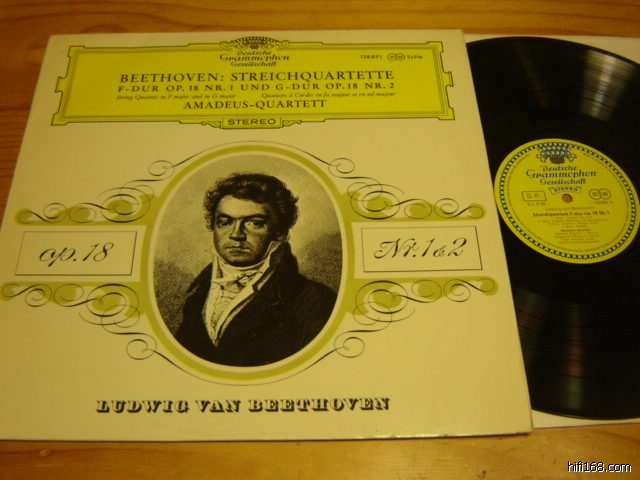 Deutsche
Grammophon
Gesellschaft
138891
SLPM
BEETHOVEN: STREICHQUARTETTE
F-DUR OP. 18 NR. 1 UND G-DUR OP. 18 NR. 2
String Quartets in F major and in G major
Quatuors à Cordes en fa majeur et en sol majeur
AMADEUS-QUARTETT
STEREO
op. 18
Nr. 1 & 2
LUDWIG VAN BEETHOVEN
Deutsche
Grammophon
Gesellschaft
STEREO
D.P.
SLPM
Streichquartett F-dur op. 18 Nr. 1
hifi168.com